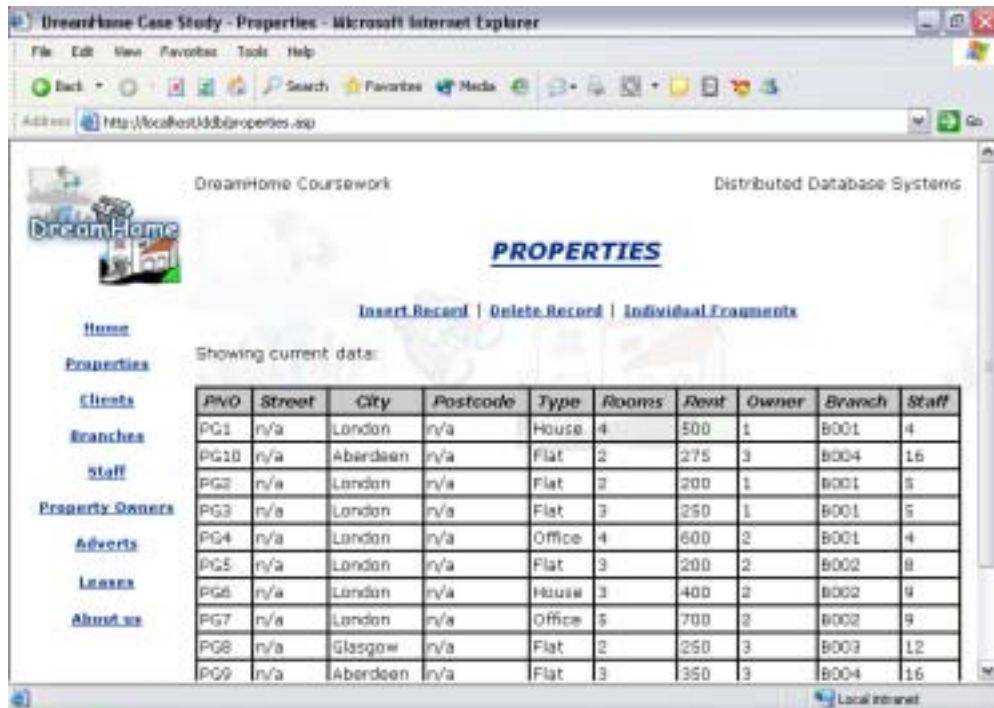 DreamHome Case Study - Properties - Microsoft Internet Explorer
File Edit View Favorites Tools Help
Back Search Favorites Media
Address http://localhost/ddb/properties.asp Go
DreamHome Coursework Distributed Database Systems
DreamHome
PROPERTIES
Insert Record | Delete Record | Individual Fragments
Home
Properties
Clients
Branches
Staff
Property Owners
Adverts
Leases
About us
Showing current data:
PNO Street City Postcode Type Rooms Rent Owner Branch Staff
PG1 n/a London n/a House 4 500 1 B001 4
PG10 n/a Aberdeen n/a Flat 2 275 3 B004 16
PG2 n/a London n/a Flat 2 200 1 B001 5
PG3 n/a London n/a Flat 3 250 1 B001 5
PG4 n/a London n/a Office 4 600 2 B001 4
PG5 n/a London n/a Flat 3 200 2 B002 8
PG6 n/a London n/a House 3 400 2 B002 9
PG7 n/a London n/a Office 5 700 2 B002 9
PG8 n/a Glasgow n/a Flat 2 250 3 B003 12
PG9 n/a Aberdeen n/a Flat 3 350 3 B004 16
Local intranet